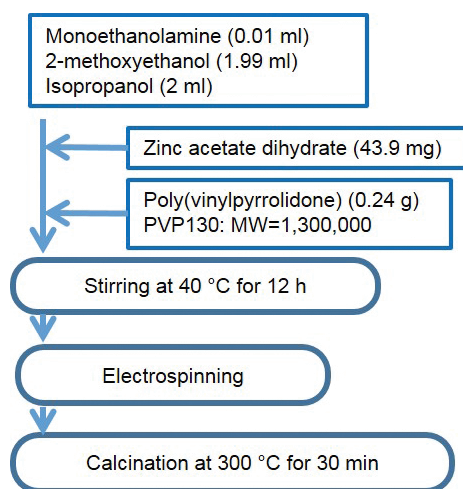 Monoethanolamine (0.01 ml)
2-methoxyethanol (1.99 ml)
Isopropanol (2 ml)
Zinc acetate dihydrate (43.9 mg)
Poly(vinylpyrrolidone) (0.24 g)
PVP130: MW=1,300,000
Stirring at 40 °C for 12 h
Electrospinning
Calcination at 300 °C for 30 min